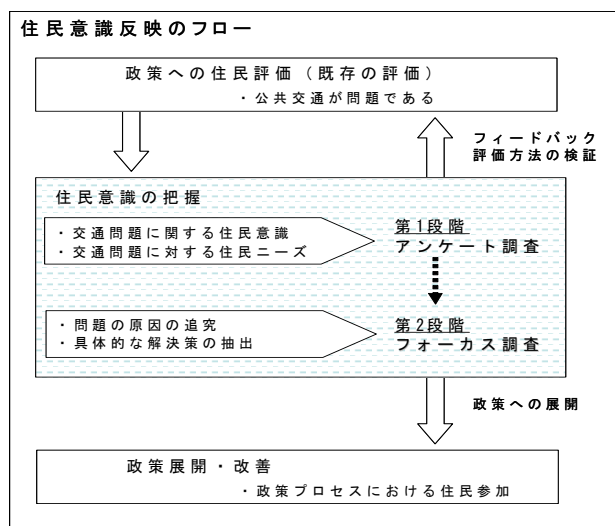 住民意識反映のフロー
政策への住民評価（既存の評価）
・公共交通が問題である
フィードバック
評価方法の検証
住民意識の把握
・交通問題に関する住民意識
・交通問題に対する住民ニーズ
第1段階
アンケート調査
・問題の原因の追究
・具体的な解決策の抽出
第2段階
フォーカス調査
政策への展開
政策展開・改善
・政策プロセスにおける住民参加